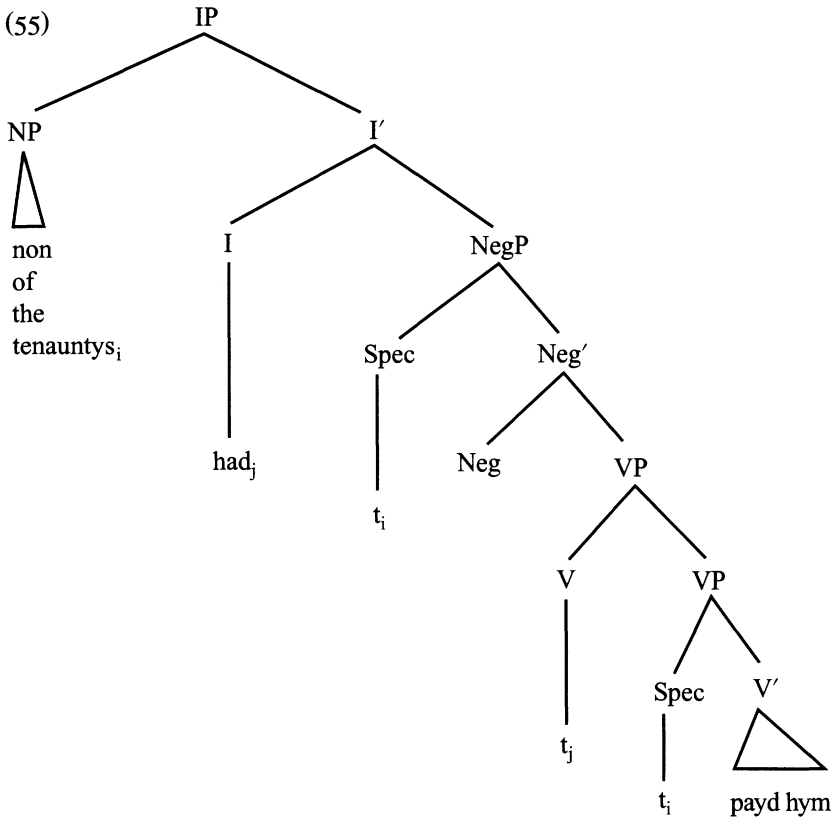 (55)
IP
NP
I′
non
of
the
tenauntysᵢ
I
NegP
Spec
Neg′
hadⱼ
Neg
VP
tᵢ
V
VP
Spec
V′
tⱼ
tᵢ
payd hym